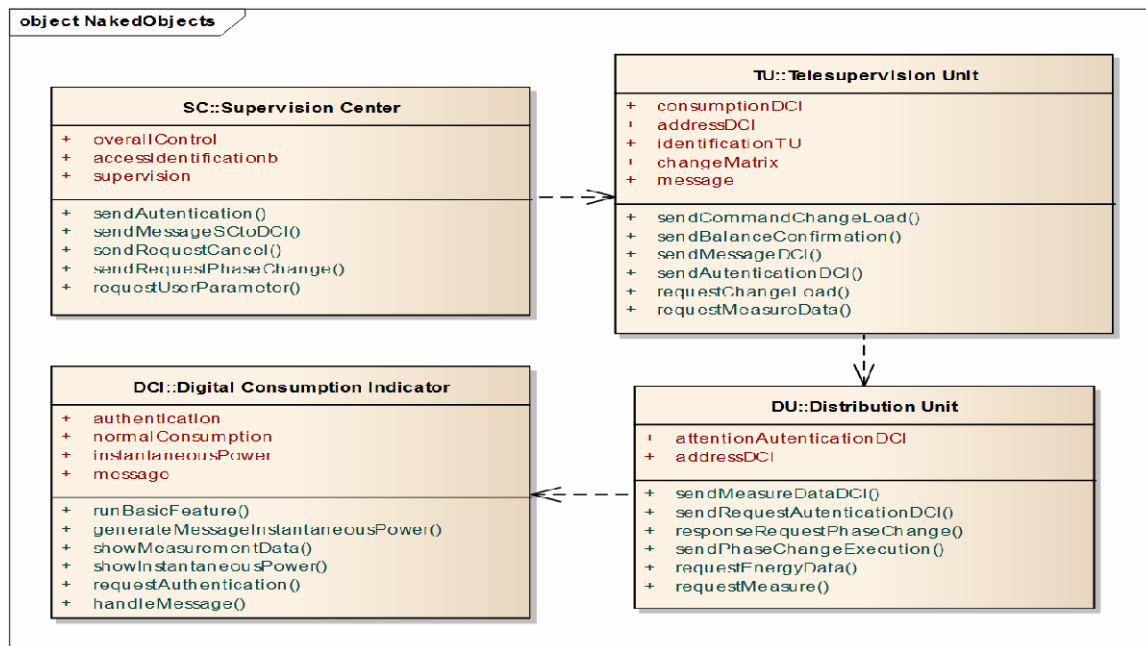 object NakedObjects
SC::Supervision Center
+ overallControl
+ accessIdentificationb
+ supervision
+ sendAutentication()
+ sendMessageSCtoDCI()
+ sendRequestCancel()
+ sendRequestPhaseChange()
+ requestUserParameter()
TU::Telesupervision Unit
+ consumptionDCI
+ addressDCI
+ identificationTU
+ changeMatrix
+ message
+ sendCommandChangeLoad()
+ sendBalanceConfirmation()
+ sendMessageDCI()
+ sendAutenticationDCI()
+ requestChangeLoad()
+ requestMeasureData()
DCI::Digital Consumption Indicator
+ authentication
+ normalConsumption
+ instantaneousPower
+ message
+ runBasicFeature()
+ generateMessageInstantaneousPower()
+ showMeasurementData()
+ showInstantaneousPower()
+ requestAuthentication()
+ handleMessage()
DU::Distribution Unit
+ attentionAutenticationDCI
+ addressDCI
+ sendMeasureDataDCI()
+ sendRequestAutenticationDCI()
+ responseRequestPhaseChange()
+ sendPhaseChangeExecution()
+ requestEnergyData()
+ requestMeasure()